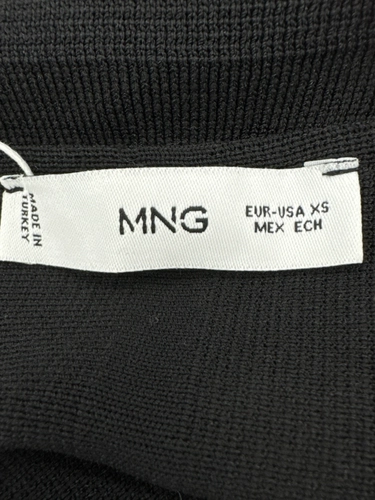 MADE IN
TURKEY
MNG
EUR-USA XS
MEX ECH